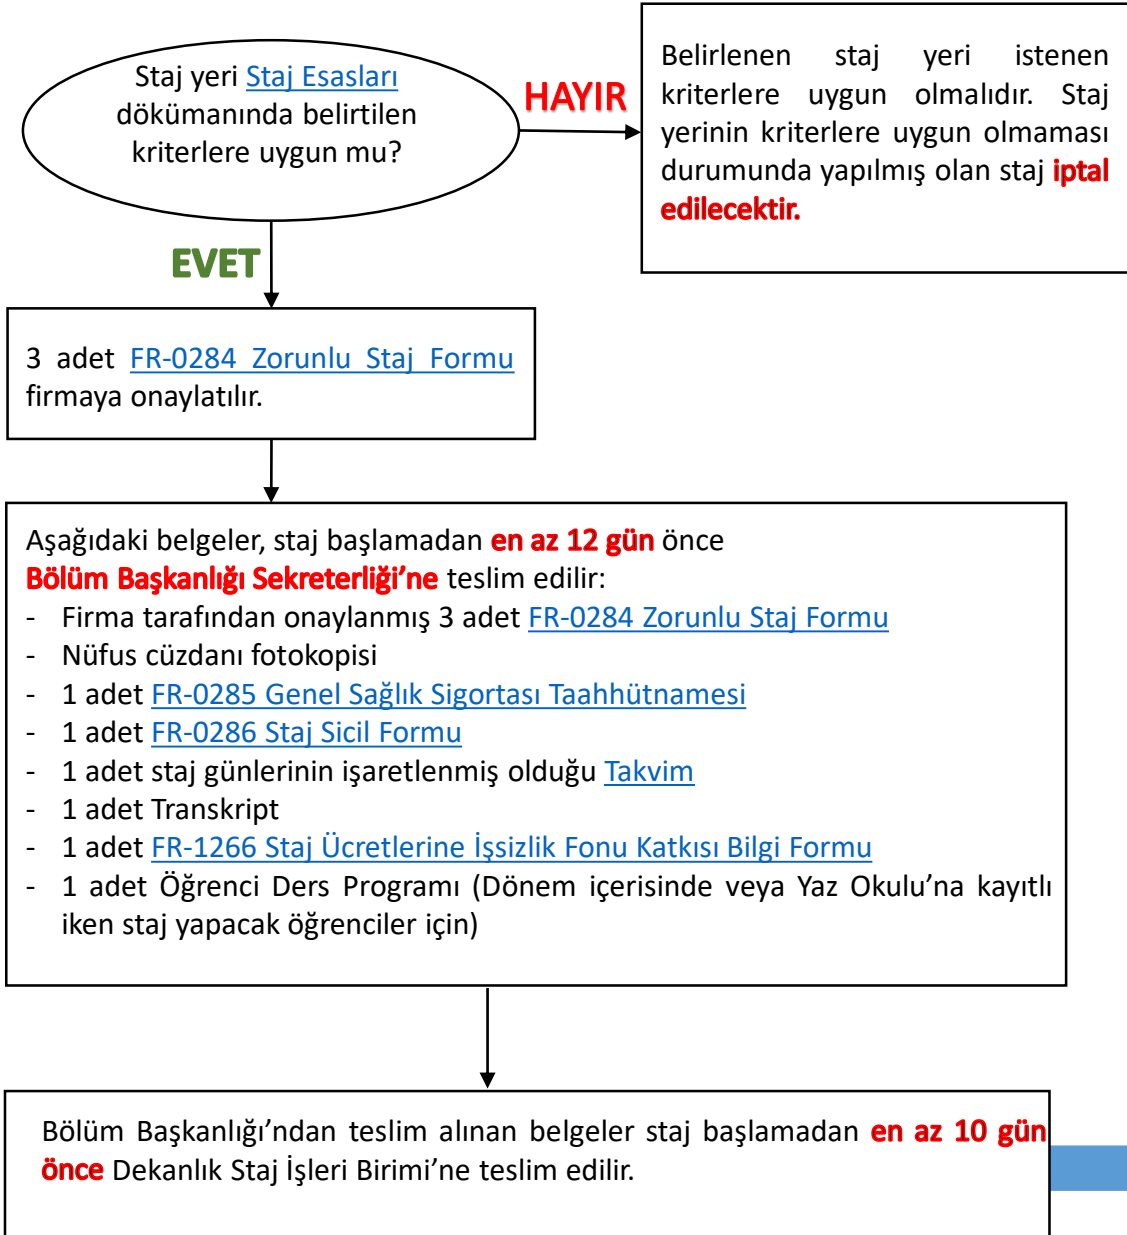 Staj yeri Staj Esasları
dökümanında belirtilen
kriterlere uygun mu?
HAYIR
Belirlenen staj yeri istenen
kriterlere uygun olmalıdır. Staj
yerinin kriterlere uygun olmaması
durumunda yapılmış olan staj iptal
edilecektir.
EVET
3 adet FR-0284 Zorunlu Staj Formu
firmaya onaylatılır.
Aşağıdaki belgeler, staj başlamadan en az 12 gün önce
Bölüm Başkanlığı Sekreterliği’ne teslim edilir:
- Firma tarafından onaylanmış 3 adet FR-0284 Zorunlu Staj Formu
- Nüfus cüzdanı fotokopisi
- 1 adet FR-0285 Genel Sağlık Sigortası Taahhütnamesi
- 1 adet FR-0286 Staj Sicil Formu
- 1 adet staj günlerinin işaretlenmiş olduğu Takvim
- 1 adet Transkript
- 1 adet FR-1266 Staj Ücretlerine İşsizlik Fonu Katkısı Bilgi Formu
- 1 adet Öğrenci Ders Programı (Dönem içerisinde veya Yaz Okulu’na kayıtlı
iken staj yapacak öğrenciler için)
Bölüm Başkanlığı’ndan teslim alınan belgeler staj başlamadan en az 10 gün
önce Dekanlık Staj İşleri Birimi’ne teslim edilir.